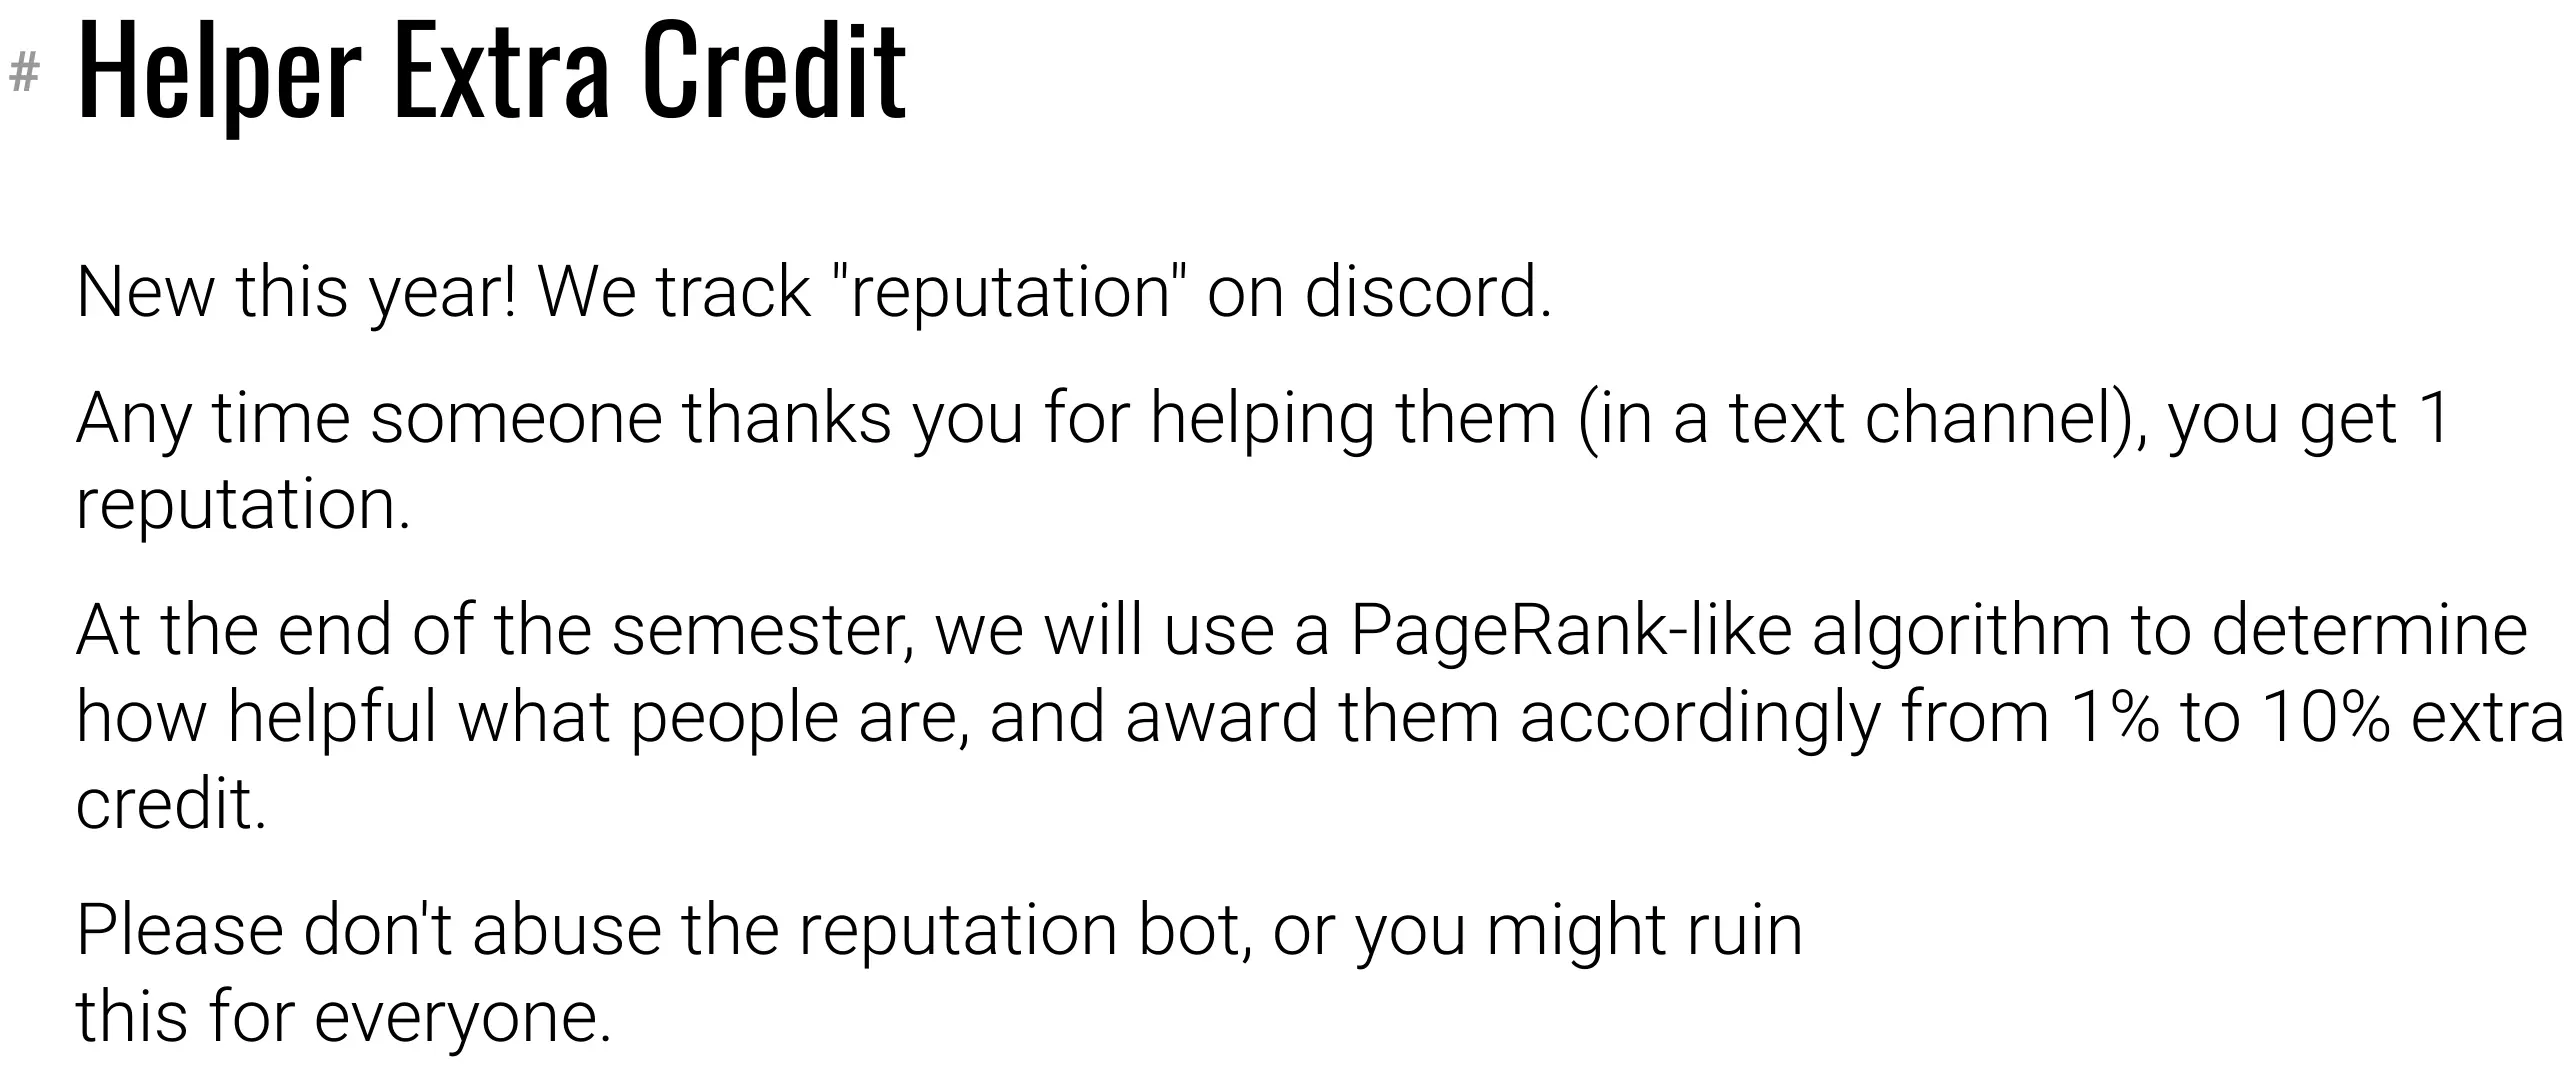 # Helper Extra Credit
New this year! We track "reputation" on discord.
Any time someone thanks you for helping them (in a text channel), you get 1
reputation.
At the end of the semester, we will use a PageRank-like algorithm to determine
how helpful what people are, and award them accordingly from 1% to 10% extra
credit.
Please don't abuse the reputation bot, or you might ruin
this for everyone.